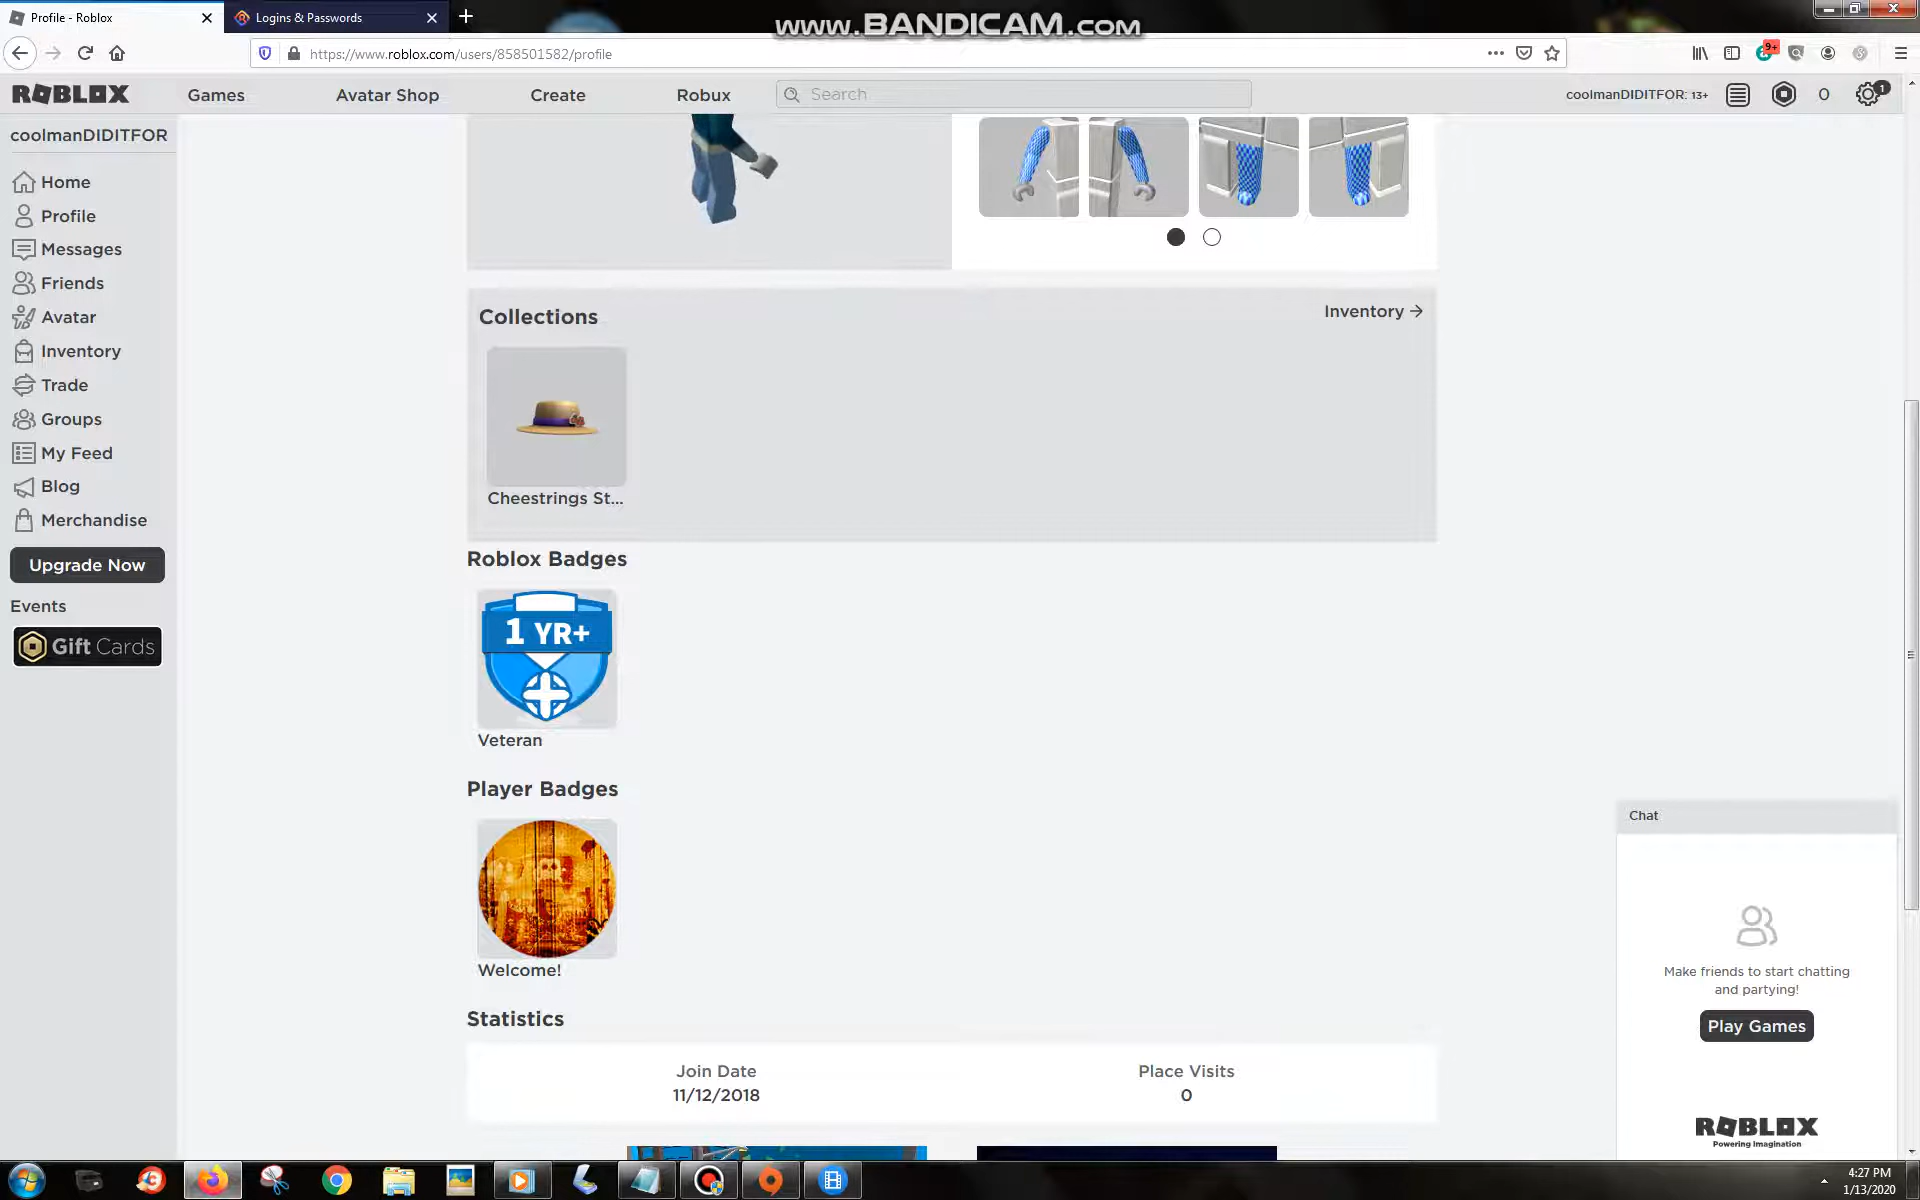 Profile - Roblox
Logins & Passwords
www.BANDICAM.com
https://www.roblox.com/users/858501582/profile
9+
ROBLOX
Games
Avatar Shop
Create
Robux
Search
coolmanDIDITFOR: 13+
0
1
coolmanDIDITFOR
Home
Profile
Messages
Friends
Avatar
Inventory
Trade
Groups
My Feed
Blog
Merchandise
Upgrade Now
Events
Gift Cards
Collections
Inventory →
Cheestrings St...
Roblox Badges
1 YR+
Veteran
Player Badges
Welcome!
Statistics
Join Date
11/12/2018
Place Visits
0
Chat
Make friends to start chatting
and partying!
Play Games
ROBLOX
Powering Imagination
4:27 PM
1/13/2020